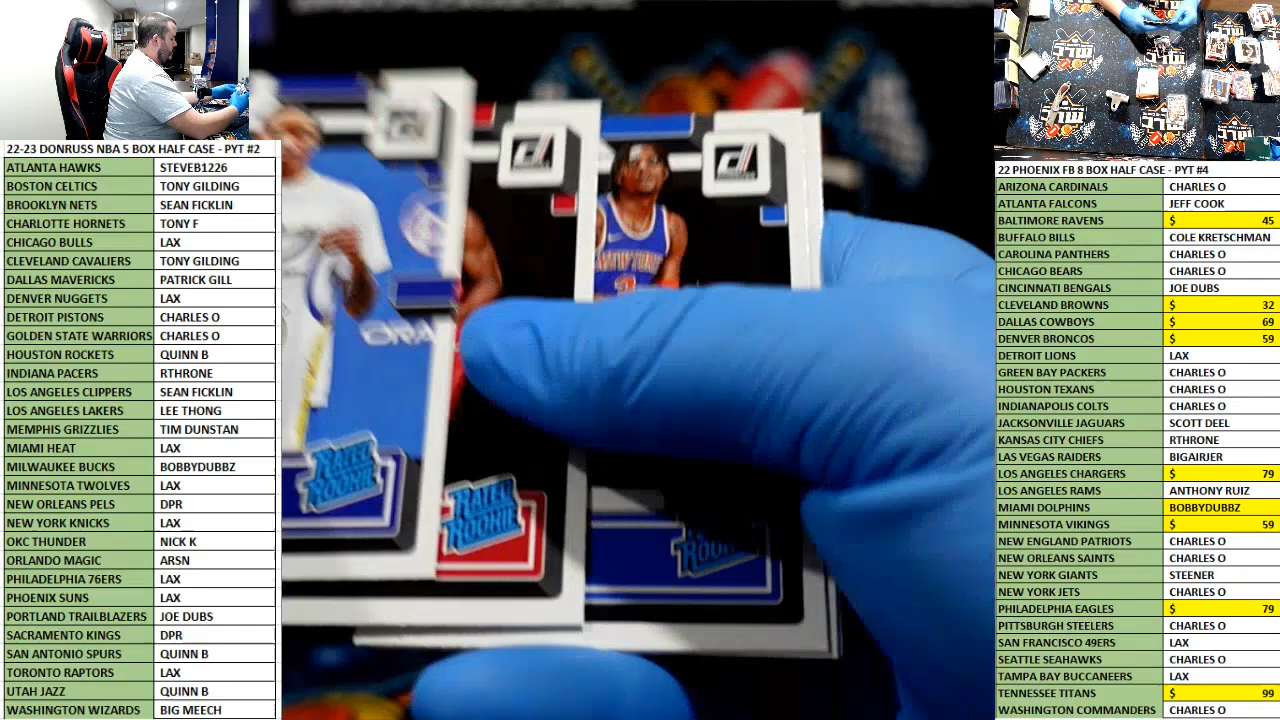 22-23 DONRUSS NBA 5 BOX HALF CASE - PYT #2
ATLANTA HAWKS STEVEB1226
BOSTON CELTICS TONY GILDING
BROOKLYN NETS SEAN FICKLIN
CHARLOTTE HORNETS TONY F
CHICAGO BULLS LAX
CLEVELAND CAVALIERS TONY GILDING
DALLAS MAVERICKS PATRICK GILL
DENVER NUGGETS LAX
DETROIT PISTONS CHARLES O
GOLDEN STATE WARRIORS CHARLES O
HOUSTON ROCKETS QUINN B
INDIANA PACERS RTHRONE
LOS ANGELES CLIPPERS SEAN FICKLIN
LOS ANGELES LAKERS LEE THONG
MEMPHIS GRIZZLIES TIM DUNSTAN
MIAMI HEAT LAX
MILWAUKEE BUCKS BOBBYDUBBZ
MINNESOTA TWOLVES LAX
NEW ORLEANS PELS DPR
NEW YORK KNICKS LAX
OKC THUNDER NICK K
ORLANDO MAGIC ARSN
PHILADELPHIA 76ERS LAX
PHOENIX SUNS LAX
PORTLAND TRAILBLAZERS JOE DUBS
SACRAMENTO KINGS DPR
SAN ANTONIO SPURS QUINN B
TORONTO RAPTORS LAX
UTAH JAZZ QUINN B
WASHINGTON WIZARDS BIG MEECH
RATED
ROOKIE
RATED
ROOKIE
ROOKIE
22 PHOENIX FB 8 BOX HALF CASE - PYT #4
ARIZONA CARDINALS CHARLES O
ATLANTA FALCONS JEFF COOK
BALTIMORE RAVENS $ 45
BUFFALO BILLS COLE KRETSCHMAN
CAROLINA PANTHERS CHARLES O
CHICAGO BEARS CHARLES O
CINCINNATI BENGALS JOE DUBS
CLEVELAND BROWNS $ 32
DALLAS COWBOYS $ 69
DENVER BRONCOS $ 59
DETROIT LIONS LAX
GREEN BAY PACKERS CHARLES O
HOUSTON TEXANS CHARLES O
INDIANAPOLIS COLTS CHARLES O
JACKSONVILLE JAGUARS SCOTT DEEL
KANSAS CITY CHIEFS RTHRONE
LAS VEGAS RAIDERS BIGAIRJER
LOS ANGELES CHARGERS $ 79
LOS ANGELES RAMS ANTHONY RUIZ
MIAMI DOLPHINS BOBBYDUBBZ
MINNESOTA VIKINGS $ 59
NEW ENGLAND PATRIOTS CHARLES O
NEW ORLEANS SAINTS CHARLES O
NEW YORK GIANTS STEENER
NEW YORK JETS CHARLES O
PHILADELPHIA EAGLES $ 79
PITTSBURGH STEELERS CHARLES O
SAN FRANCISCO 49ERS LAX
SEATTLE SEAHAWKS CHARLES O
TAMPA BAY BUCCANEERS LAX
TENNESSEE TITANS $ 99
WASHINGTON COMMANDERS CHARLES O